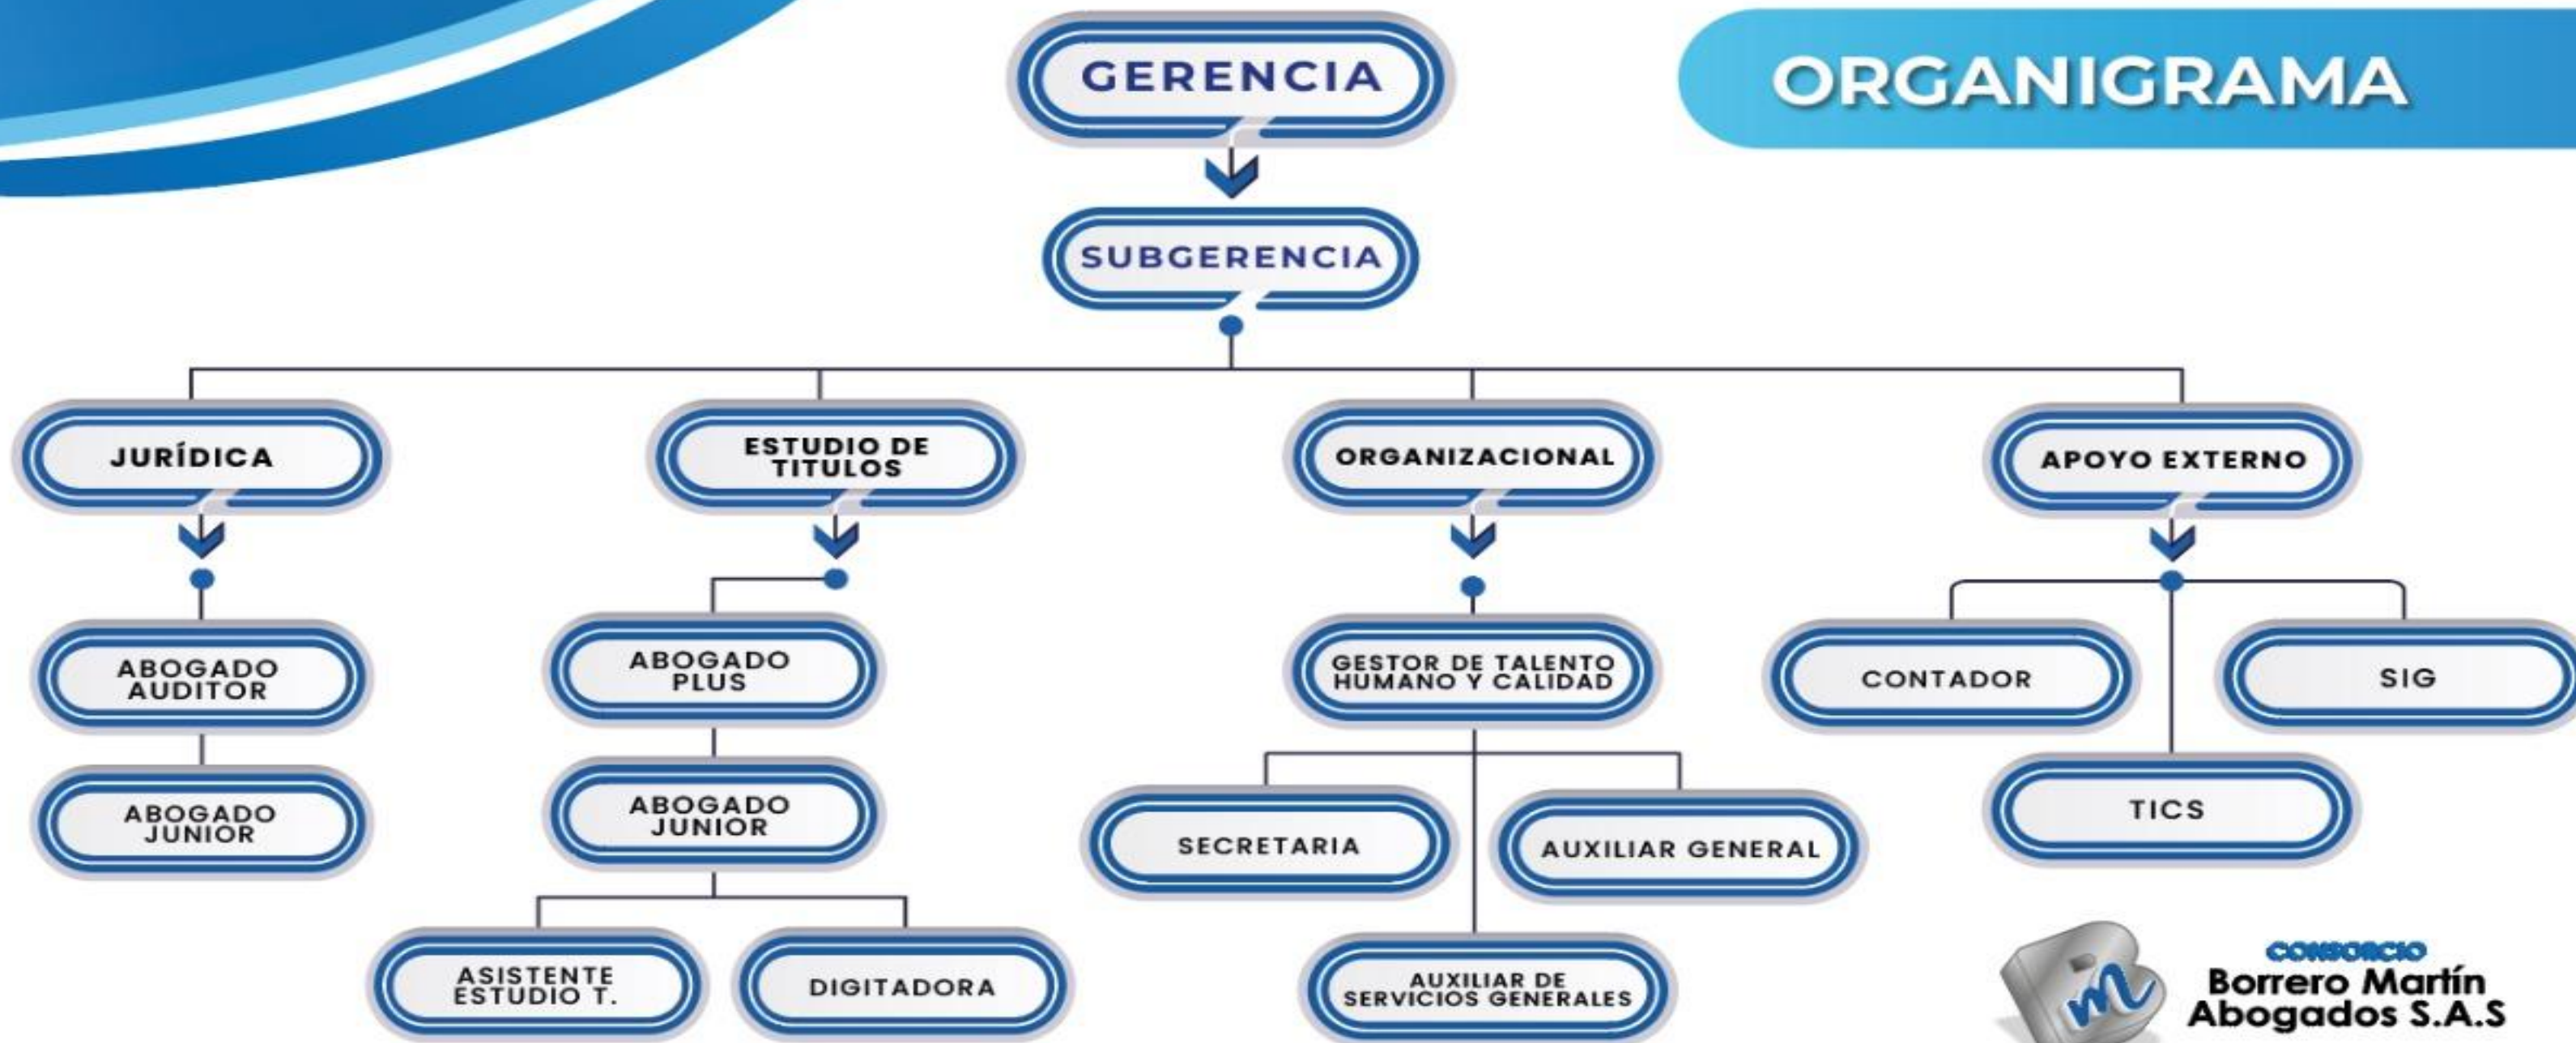 GERENCIA
ORGANIGRAMA
SUBGERENCIA
JURÍDICA
ESTUDIO DE
TITULOS
ORGANIZACIONAL
APOYO EXTERNO
ABOGADO
AUDITOR
ABOGADO
PLUS
GESTOR DE TALENTO
HUMANO Y CALIDAD
CONTADOR
SIG
ABOGADO
JUNIOR
ABOGADO
JUNIOR
SECRETARIA
AUXILIAR GENERAL
TICS
ASISTENTE
ESTUDIO T.
DIGITADORA
AUXILIAR DE
SERVICIOS GENERALES
CONSORCIO
Borrero Martín
Abogados S.A.S